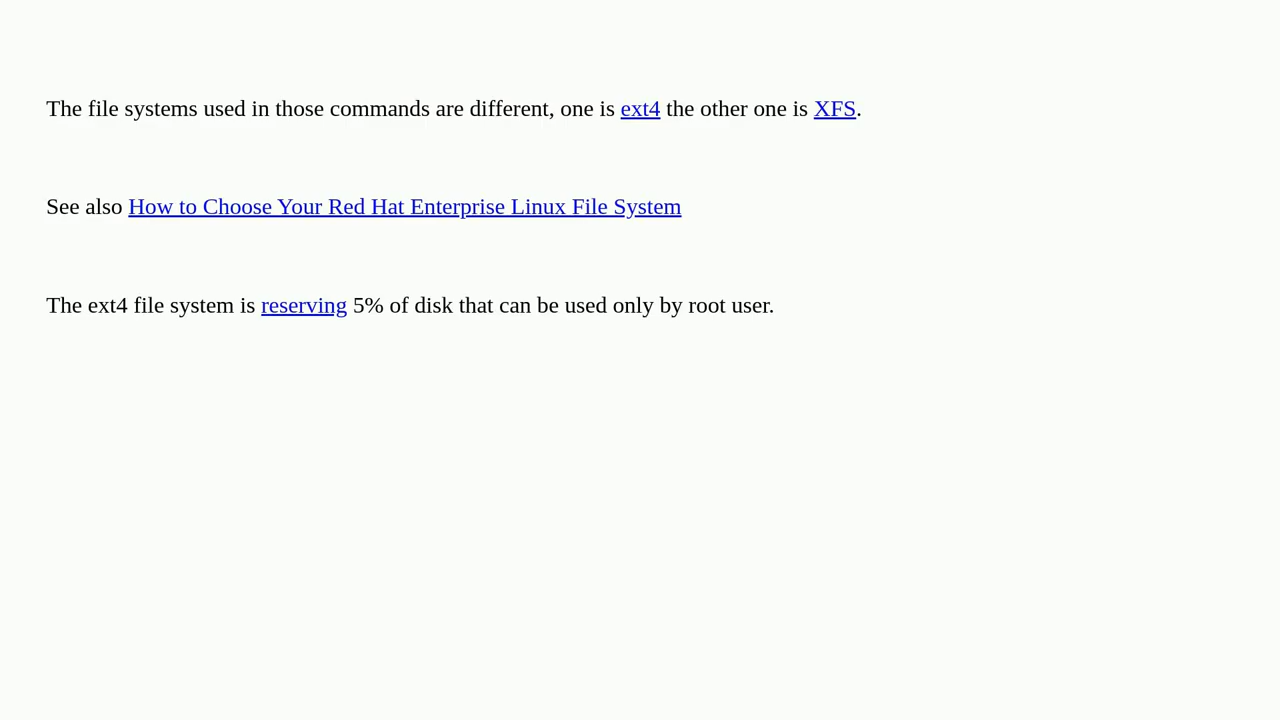 The file systems used in those commands are different, one is ext4 the other one is XFS.
See also How to Choose Your Red Hat Enterprise Linux File System
The ext4 file system is reserving 5% of disk that can be used only by root user.